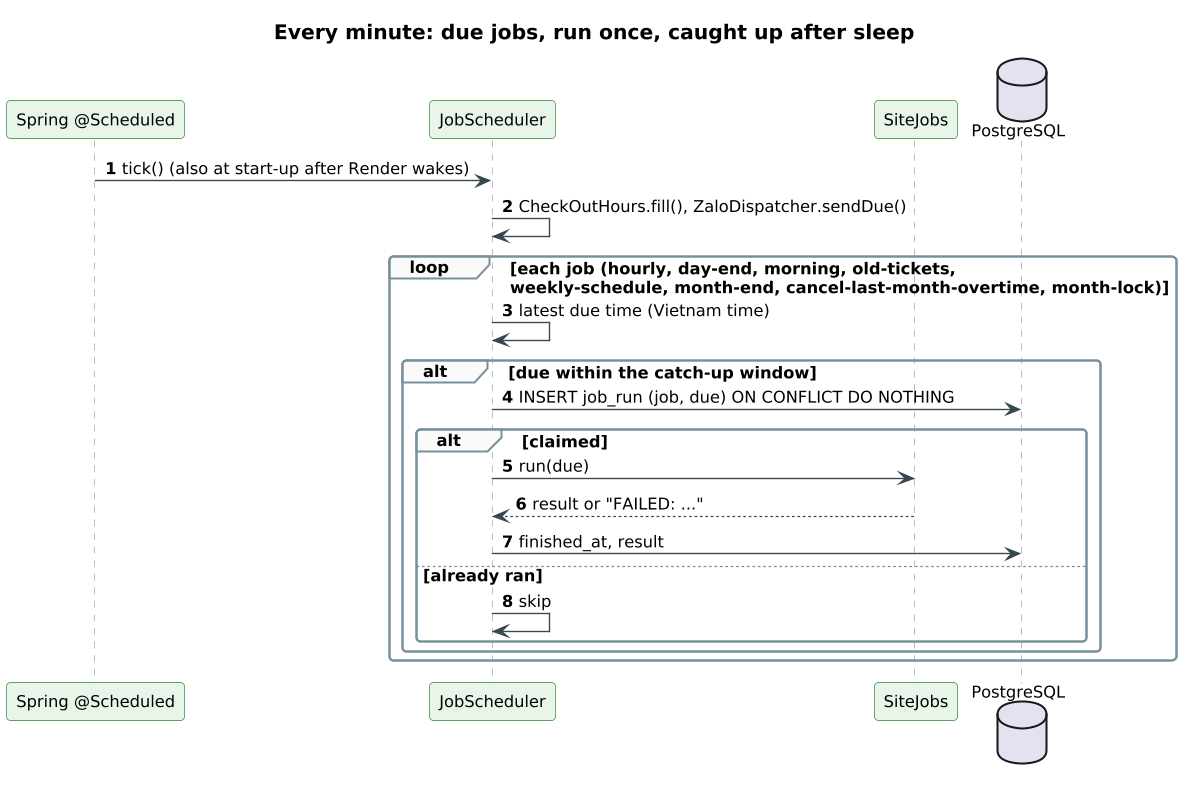 Every minute: due jobs, run once, caught up after sleep
Spring @Scheduled
JobScheduler
SiteJobs
PostgreSQL
1 tick() (also at start-up after Render wakes)
2 CheckOutHours.fill(), ZaloDispatcher.sendDue()
loop
[each job (hourly, day-end, morning, old-tickets,
weekly-schedule, month-end, cancel-last-month-overtime, month-lock)]
3 latest due time (Vietnam time)
alt
[due within the catch-up window]
4 INSERT job_run (job, due) ON CONFLICT DO NOTHING
alt
[claimed]
5 run(due)
6 result or "FAILED: ..."
7 finished_at, result
[already ran]
8 skip
Spring @Scheduled
JobScheduler
SiteJobs
PostgreSQL